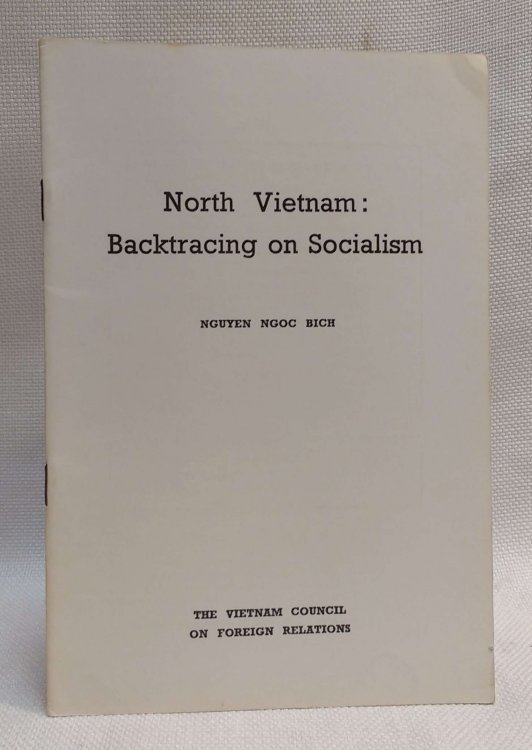 North Vietnam:
Backtracing on Socialism
NGUYEN NGOC BICH
THE VIETNAM COUNCIL
ON FOREIGN RELATIONS